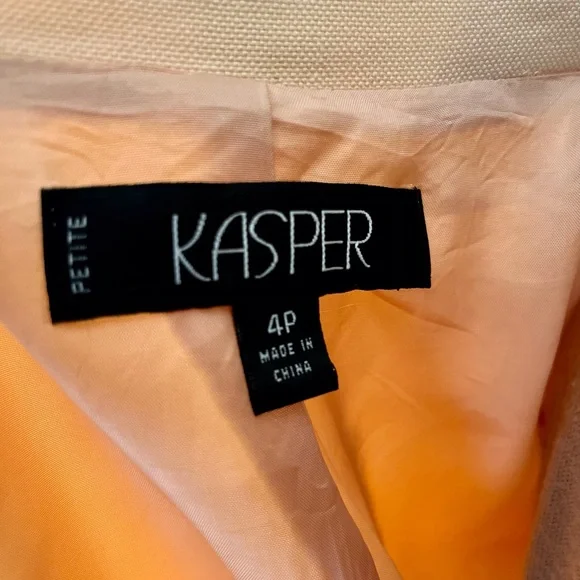 PETITE
KASPER
4P
MADE IN
CHINA